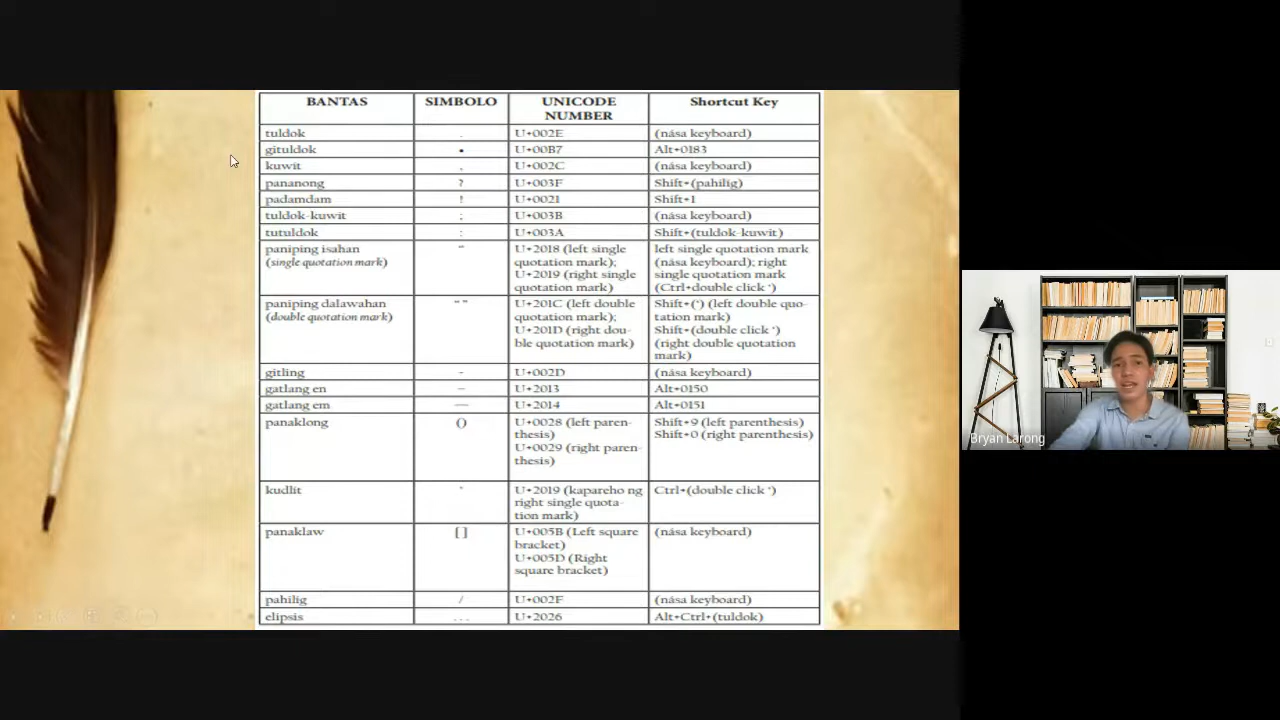 BANTAS SIMBOLO UNICODE NUMBER Shortcut Key
tuldok . U+002E (nása keyboard)
gituldok • U+00B7 Alt+0183
kuwit , U+002C (nása keyboard)
pananong ? U+003F Shift+(pahilig)
padamdam ! U+0021 Shift+1
tuldok-kuwit ; U+003B (nása keyboard)
tutuldok : U+003A Shift+(tuldok-kuwit)
paniping isahan ‘’ U+2018 (left single left single quotation mark
(single quotation mark) quotation mark); (nása keyboard); right
U+2019 (right single single quotation mark
quotation mark) (Ctrl+double click ‘)
paniping dalawahan “ ” U+201C (left double Shift+(‘) (left double quo-
(double quotation mark) quotation mark); tation mark)
U+201D (right dou- Shift+(double click ‘)
ble quotation mark) (right double quotation
mark)
gitling - U+002D (nása keyboard)
gatlang en – U+2013 Alt+0150
gatlang em — U+2014 Alt+0151
panaklong () U+0028 (left paren- Shift+9 (left parenthesis)
thesis) Shift+0 (right parenthesis)
U+0029 (right paren-
thesis)
kudlit ’ U+2019 (kapareho ng Ctrl+(double click ‘)
right single quota-
tion mark)
panaklaw [ ] U+005B (Left square (nása keyboard)
bracket)
U+005D (Right
square bracket)
pahilig / U+002F (nása keyboard)
elipsis . . . U+2026 Alt+Ctrl+(tuldok)
Bryan Larong